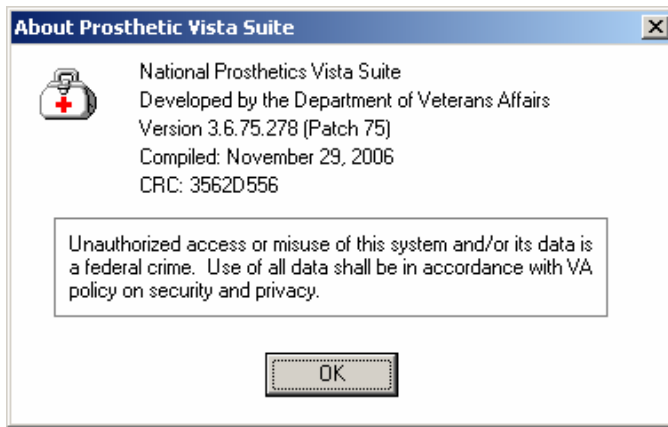 About Prosthetic Vista Suite
National Prosthetics Vista Suite
Developed by the Department of Veterans Affairs
Version 3.6.75.278 (Patch 75)
Compiled: November 29, 2006
CRC: 3562D556
Unauthorized access or misuse of this system and/or its data is
a federal crime.  Use of all data shall be in accordance with VA
policy on security and privacy.
OK